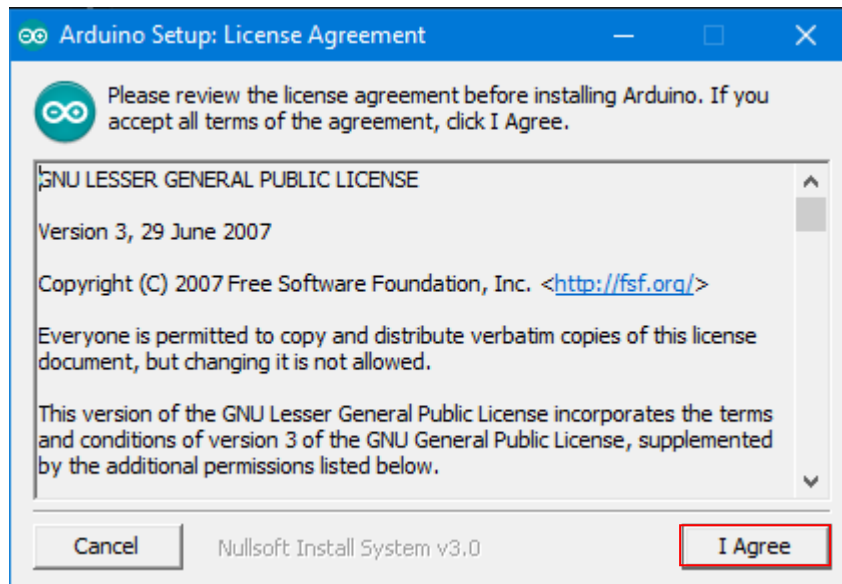 Arduino Setup: License Agreement
Please review the license agreement before installing Arduino. If you
accept all terms of the agreement, click I Agree.
GNU LESSER GENERAL PUBLIC LICENSE
Version 3, 29 June 2007
Copyright (C) 2007 Free Software Foundation, Inc. <http://fsf.org/>
Everyone is permitted to copy and distribute verbatim copies of this license
document, but changing it is not allowed.
This version of the GNU Lesser General Public License incorporates the terms
and conditions of version 3 of the GNU General Public License, supplemented
by the additional permissions listed below.
Cancel
Nullsoft Install System v3.0
I Agree